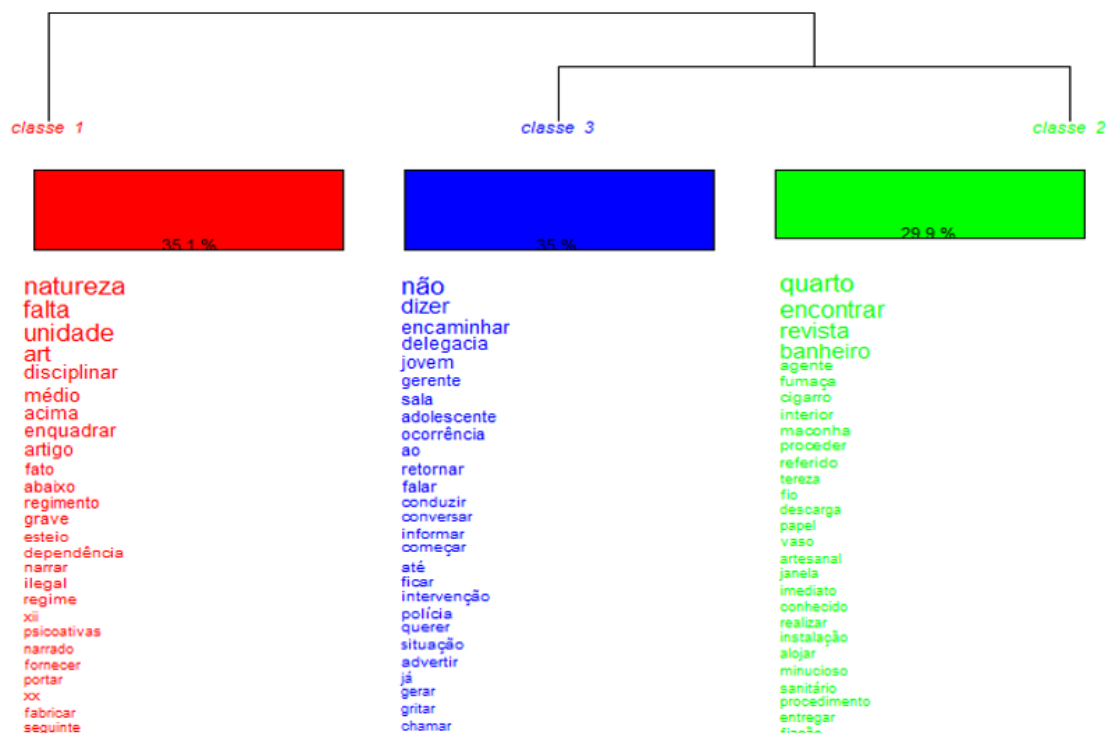 classe 1
classe 3
classe 2
35.1 %
35 %
29.9 %
natureza
falta
unidade
art
disciplinar
médio
acima
enquadrar
artigo
fato
abaixo
regimento
grave
esteio
dependência
narrar
ilegal
regime
xii
psicoativas
narrado
fornecer
portar
xx
fabricar
seguinte
não
dizer
encaminhar
delegacia
jovem
gerente
sala
adolescente
ocorrência
ao
retornar
falar
conduzir
conversar
informar
começar
até
ficar
intervenção
polícia
querer
situação
advertir
já
gerar
gritar
chamar
quarto
encontrar
revista
banheiro
agente
fumaça
cigarro
interior
maconha
proceder
referido
tereza
fio
descarga
papel
vaso
artesanal
janela
imediato
conhecido
realizar
instalação
alojar
minucioso
sanitário
procedimento
entregar